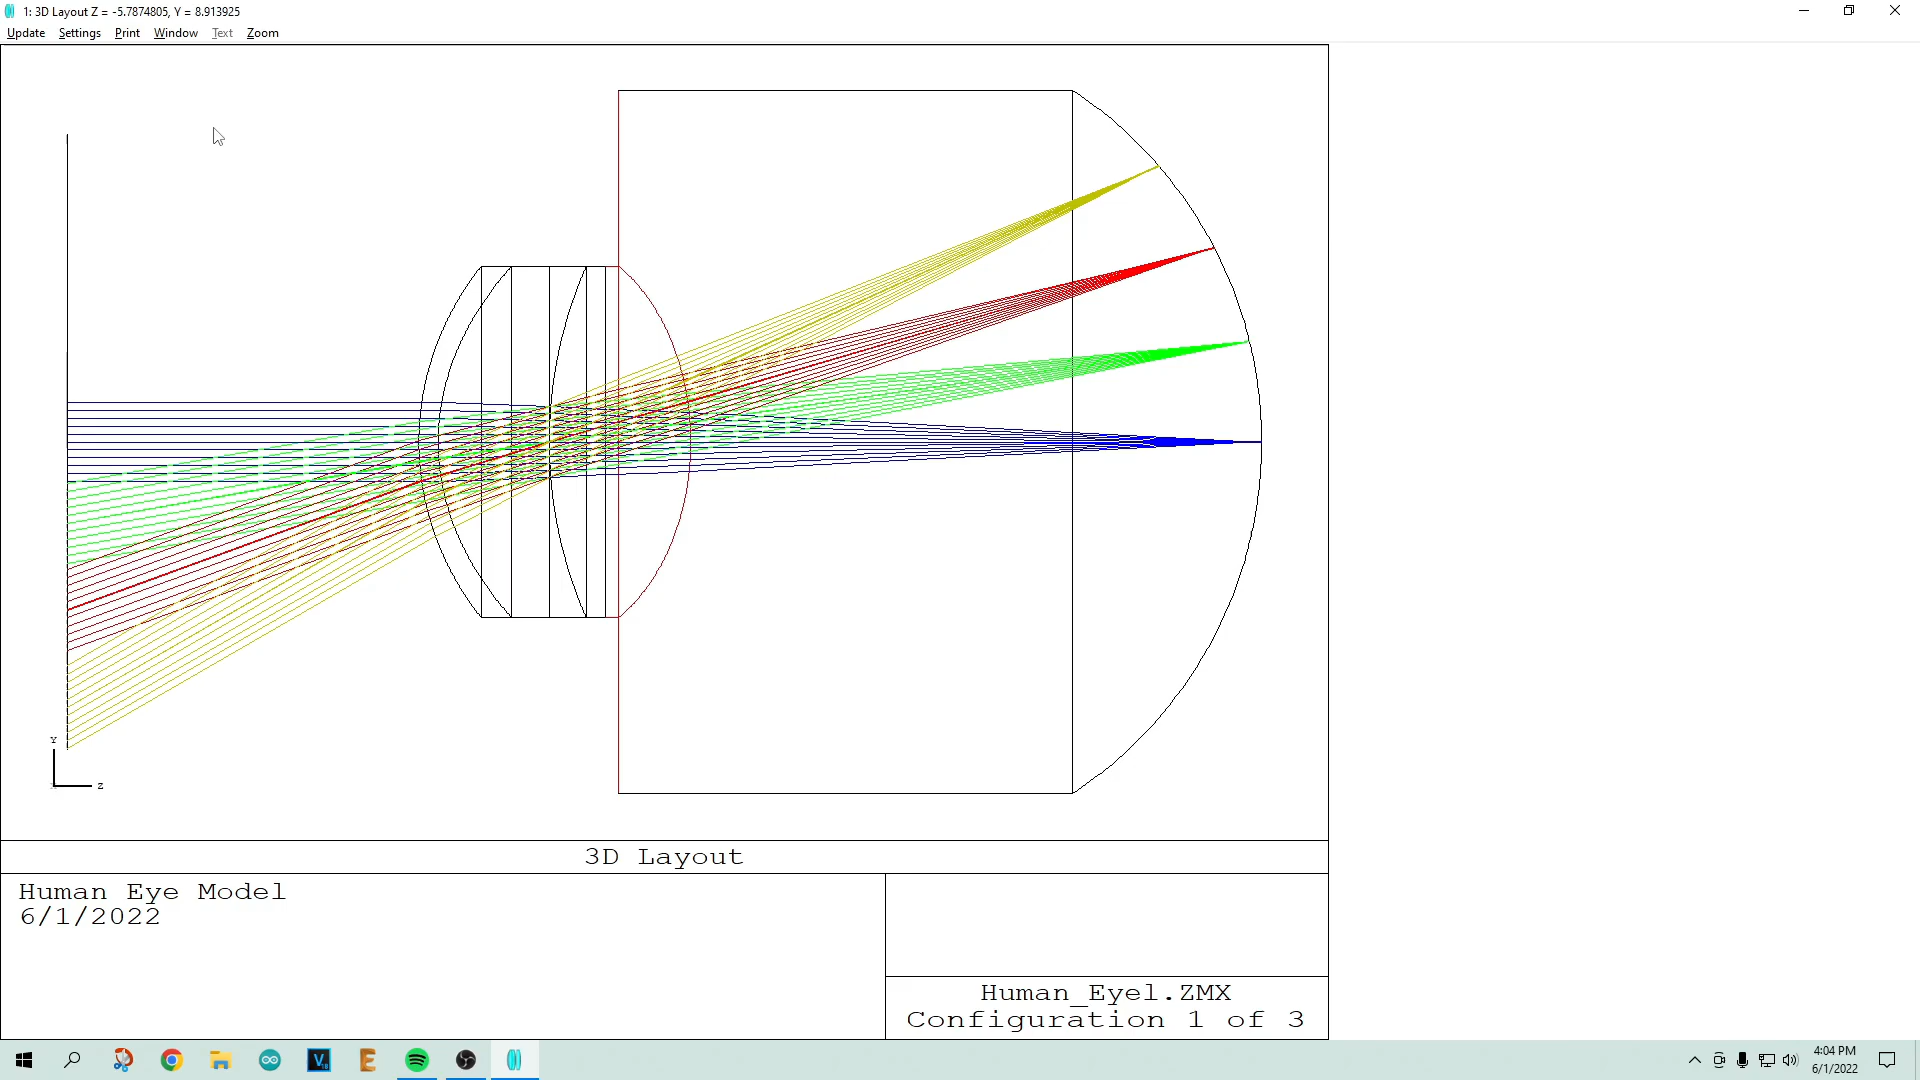 1: 3D Layout Z = -5.7874805, Y = 8.913925
Update Settings Print Window Text Zoom
Y
Z
3D Layout
Human Eye Model
6/1/2022
Human_Eye1.ZMX
Configuration 1 of 3
V
18
E
4:04 PM
6/1/2022